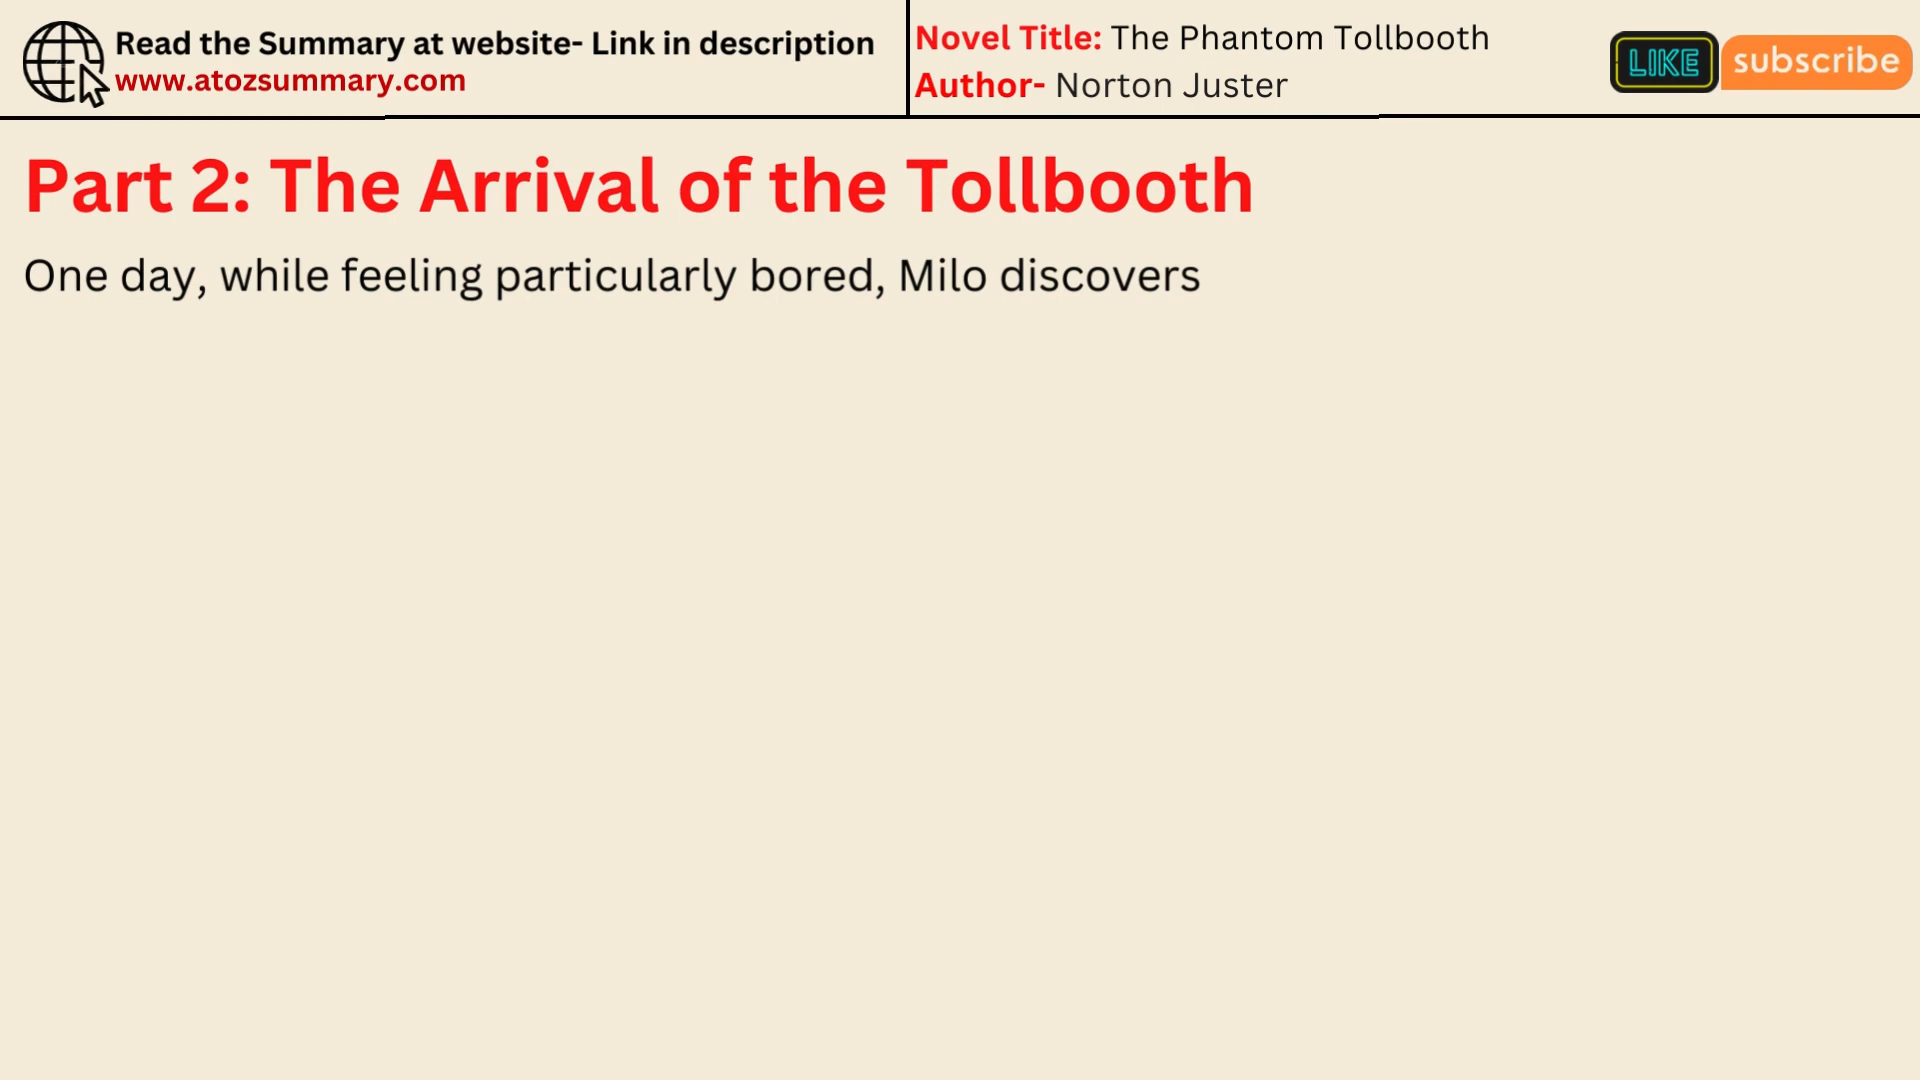 Read the Summary at website- Link in description
www.atozsummary.com
Novel Title: The Phantom Tollbooth
Author- Norton Juster
LIKE
subscribe
Part 2: The Arrival of the Tollbooth
One day, while feeling particularly bored, Milo discovers